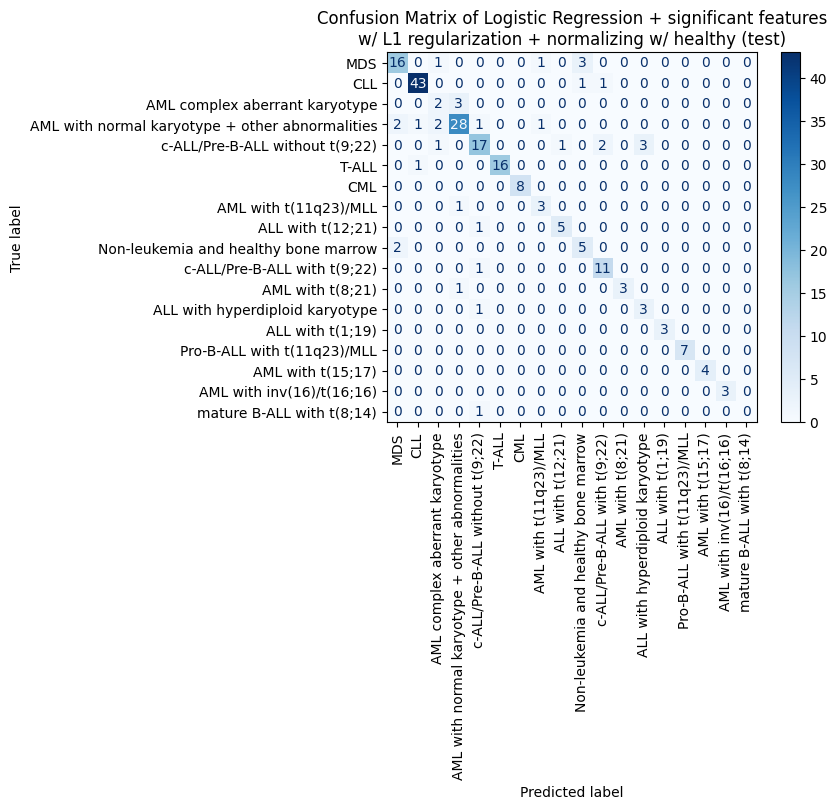 Confusion Matrix of Logistic Regression + significant features
w/ L1 regularization + normalizing w/ healthy (test)
True label
MDS 16 0 1 0 0 0 0 1 0 3 0 0 0 0 0 0 0 0
CLL 0 43 0 0 0 0 0 0 0 1 1 0 0 0 0 0 0 0
AML complex aberrant karyotype 0 0 2 3 0 0 0 0 0 0 0 0 0 0 0 0 0 0
AML with normal karyotype + other abnormalities 2 1 2 28 1 0 0 1 0 0 0 0 0 0 0 0 0 0
c-ALL/Pre-B-ALL without t(9;22) 0 0 1 0 17 0 0 0 1 0 2 0 3 0 0 0 0 0
T-ALL 0 1 0 0 0 16 0 0 0 0 0 0 0 0 0 0 0 0
CML 0 0 0 0 0 0 8 0 0 0 0 0 0 0 0 0 0 0
AML with t(11q23)/MLL 0 0 0 1 0 0 0 3 0 0 0 0 0 0 0 0 0 0
ALL with t(12;21) 0 0 0 0 1 0 0 0 5 0 0 0 0 0 0 0 0 0
Non-leukemia and healthy bone marrow 2 0 0 0 0 0 0 0 0 5 0 0 0 0 0 0 0 0
c-ALL/Pre-B-ALL with t(9;22) 0 0 0 0 1 0 0 0 0 0 11 0 0 0 0 0 0 0
AML with t(8;21) 0 0 0 1 0 0 0 0 0 0 0 3 0 0 0 0 0 0
ALL with hyperdiploid karyotype 0 0 0 0 1 0 0 0 0 0 0 0 3 0 0 0 0 0
ALL with t(1;19) 0 0 0 0 0 0 0 0 0 0 0 0 0 3 0 0 0 0
Pro-B-ALL with t(11q23)/MLL 0 0 0 0 0 0 0 0 0 0 0 0 0 0 7 0 0 0
AML with t(15;17) 0 0 0 0 0 0 0 0 0 0 0 0 0 0 0 4 0 0
AML with inv(16)/t(16;16) 0 0 0 0 0 0 0 0 0 0 0 0 0 0 0 0 3 0
mature B-ALL with t(8;14) 0 0 0 0 1 0 0 0 0 0 0 0 0 0 0 0 0 0
MDS
CLL
AML complex aberrant karyotype
AML with normal karyotype + other abnormalities
c-ALL/Pre-B-ALL without t(9;22)
T-ALL
CML
AML with t(11q23)/MLL
ALL with t(12;21)
Non-leukemia and healthy bone marrow
c-ALL/Pre-B-ALL with t(9;22)
AML with t(8;21)
ALL with hyperdiploid karyotype
ALL with t(1;19)
Pro-B-ALL with t(11q23)/MLL
AML with t(15;17)
AML with inv(16)/t(16;16)
mature B-ALL with t(8;14)
Predicted label
40
35
30
25
20
15
10
5
0